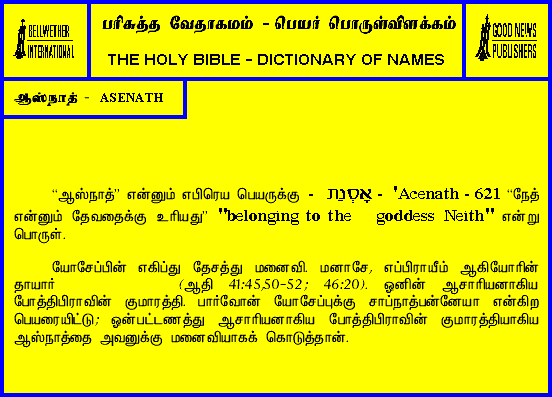 BELLWETHER
INTERNATIONAL
பரிசுத்த வேதாகமம் - பெயர் பொருள்விளக்கம்
THE HOLY BIBLE - DICTIONARY OF NAMES
GOOD NEWS
PUBLISHERS
ஆஸ்நாத் - ASENATH
“ஆஸ்நாத்” என்னும் எபிரெய பெயருக்கு - אָסְנַת - 'Acenath - 621 “நேத்
என்னும் தேவதைக்கு உரியது” "belonging to the goddess Neith" என்று
பொருள்.
யோசேப்பின் எகிப்து தேசத்து மனைவி. மனாசே, எப்பிராயீம் ஆகியோரின்
தாயார் (ஆதி 41:45,50-52; 46:20). ஓனின் ஆசாரியனாகிய
போத்திபிராவின் குமாரத்தி. பார்வோன் யோசேப்புக்கு சாப்நாத்பன்னேயா என்கிற
பெயரையிட்டு; ஓன்பட்டணத்து ஆசாரியனாகிய போத்திபிராவின் குமாரத்தியாகிய
ஆஸ்நாத்தை அவனுக்கு மனைவியாகக் கொடுத்தான்.